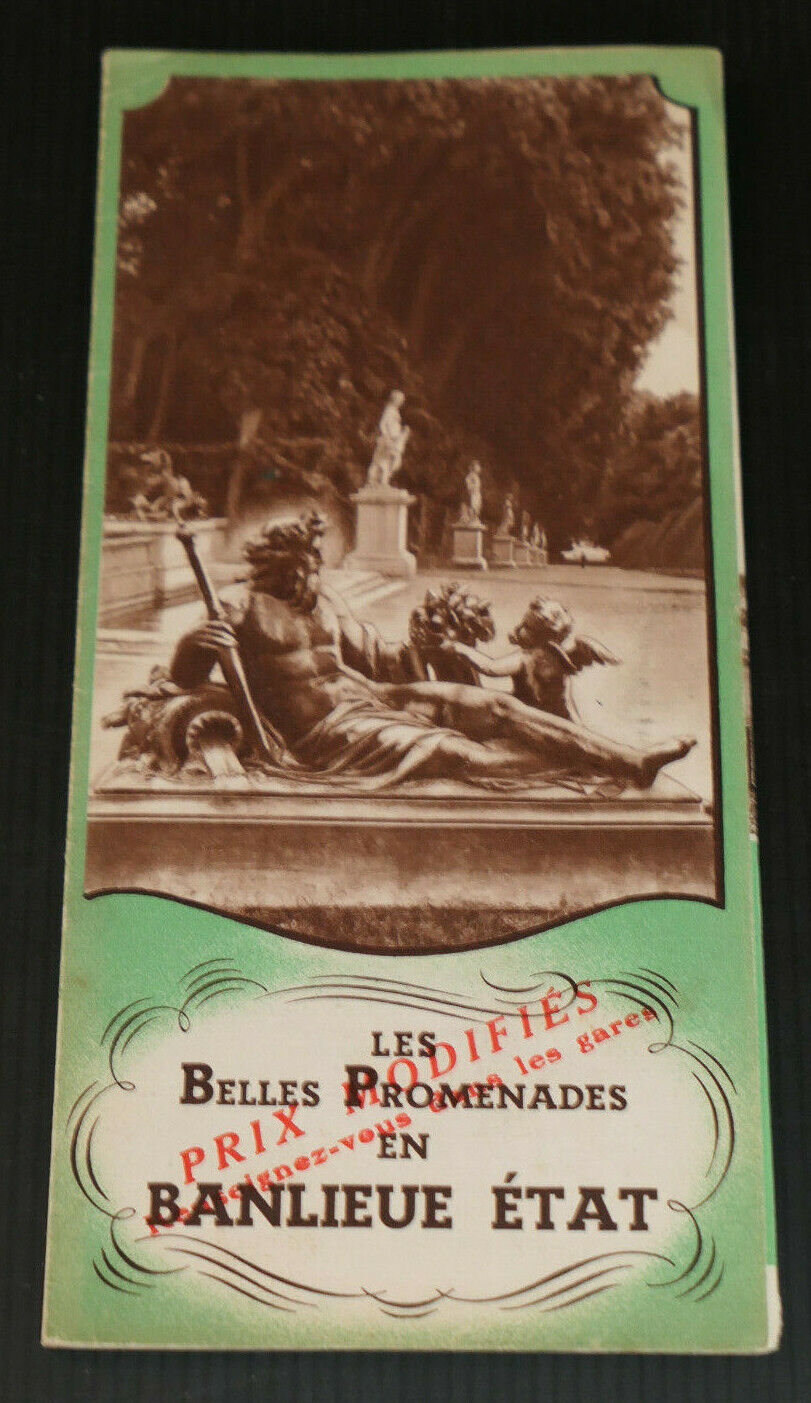 LES
BELLES PROMENADES
EN
BANLIEUE ÉTAT
PRIX MODIFIÉS
Renseignez-vous dans les gares